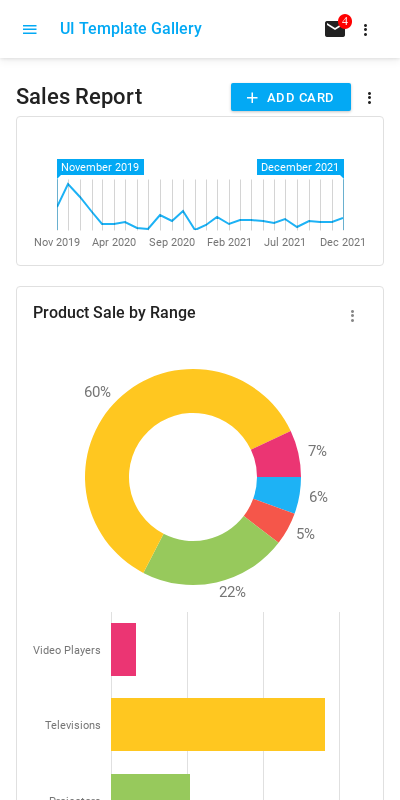 UI Template Gallery
4
Sales Report
ADD CARD
November 2019
December 2021
Nov 2019
Apr 2020
Sep 2020
Feb 2021
Jul 2021
Dec 2021
Product Sale by Range
60%
7%
6%
5%
22%
Video Players
Televisions
Projectors